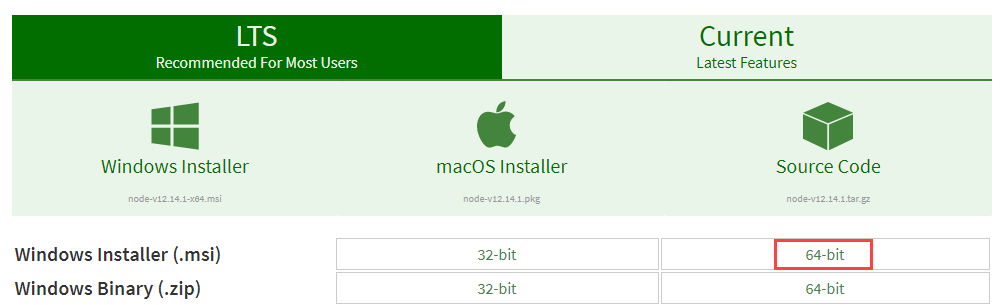 LTS
Recommended For Most Users
Current
Latest Features
Windows Installer
node-v12.14.1-x64.msi
macOS Installer
node-v12.14.1.pkg
Source Code
node-v12.14.1.tar.gz
Windows Installer (.msi) 32-bit 64-bit
Windows Binary (.zip) 32-bit 64-bit